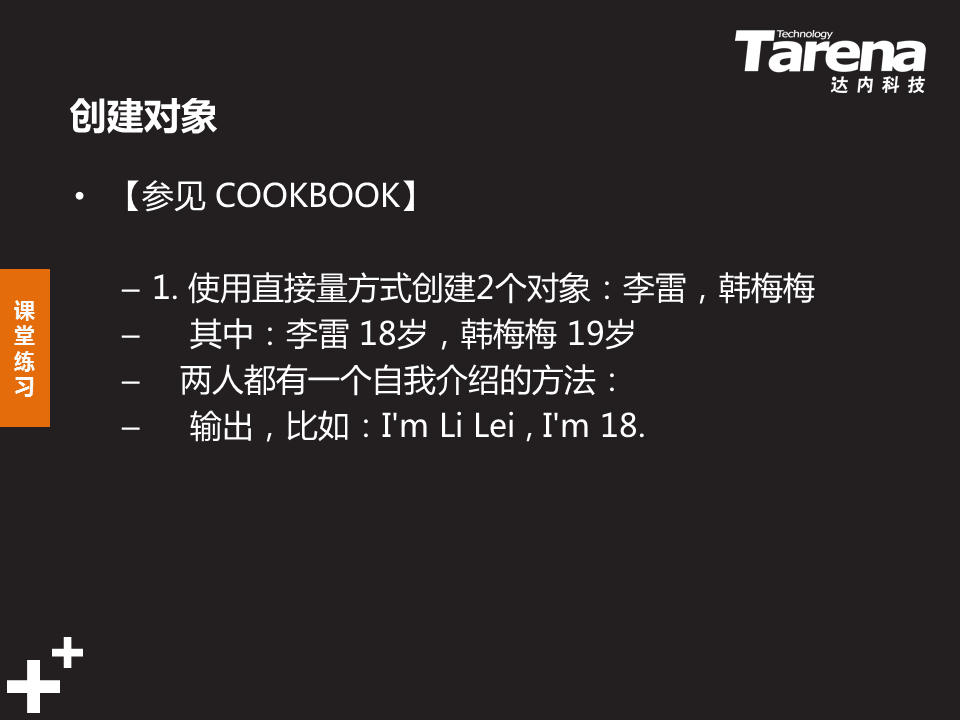 Technology
Tarena
达内科技
创建对象
• 【参见 COOKBOOK】
– 1. 使用直接量方式创建2个对象：李雷，韩梅梅
– 其中：李雷 18岁，韩梅梅 19岁
– 两人都有一个自我介绍的方法：
– 输出，比如：I'm Li Lei , I'm 18.
课
堂
练
习